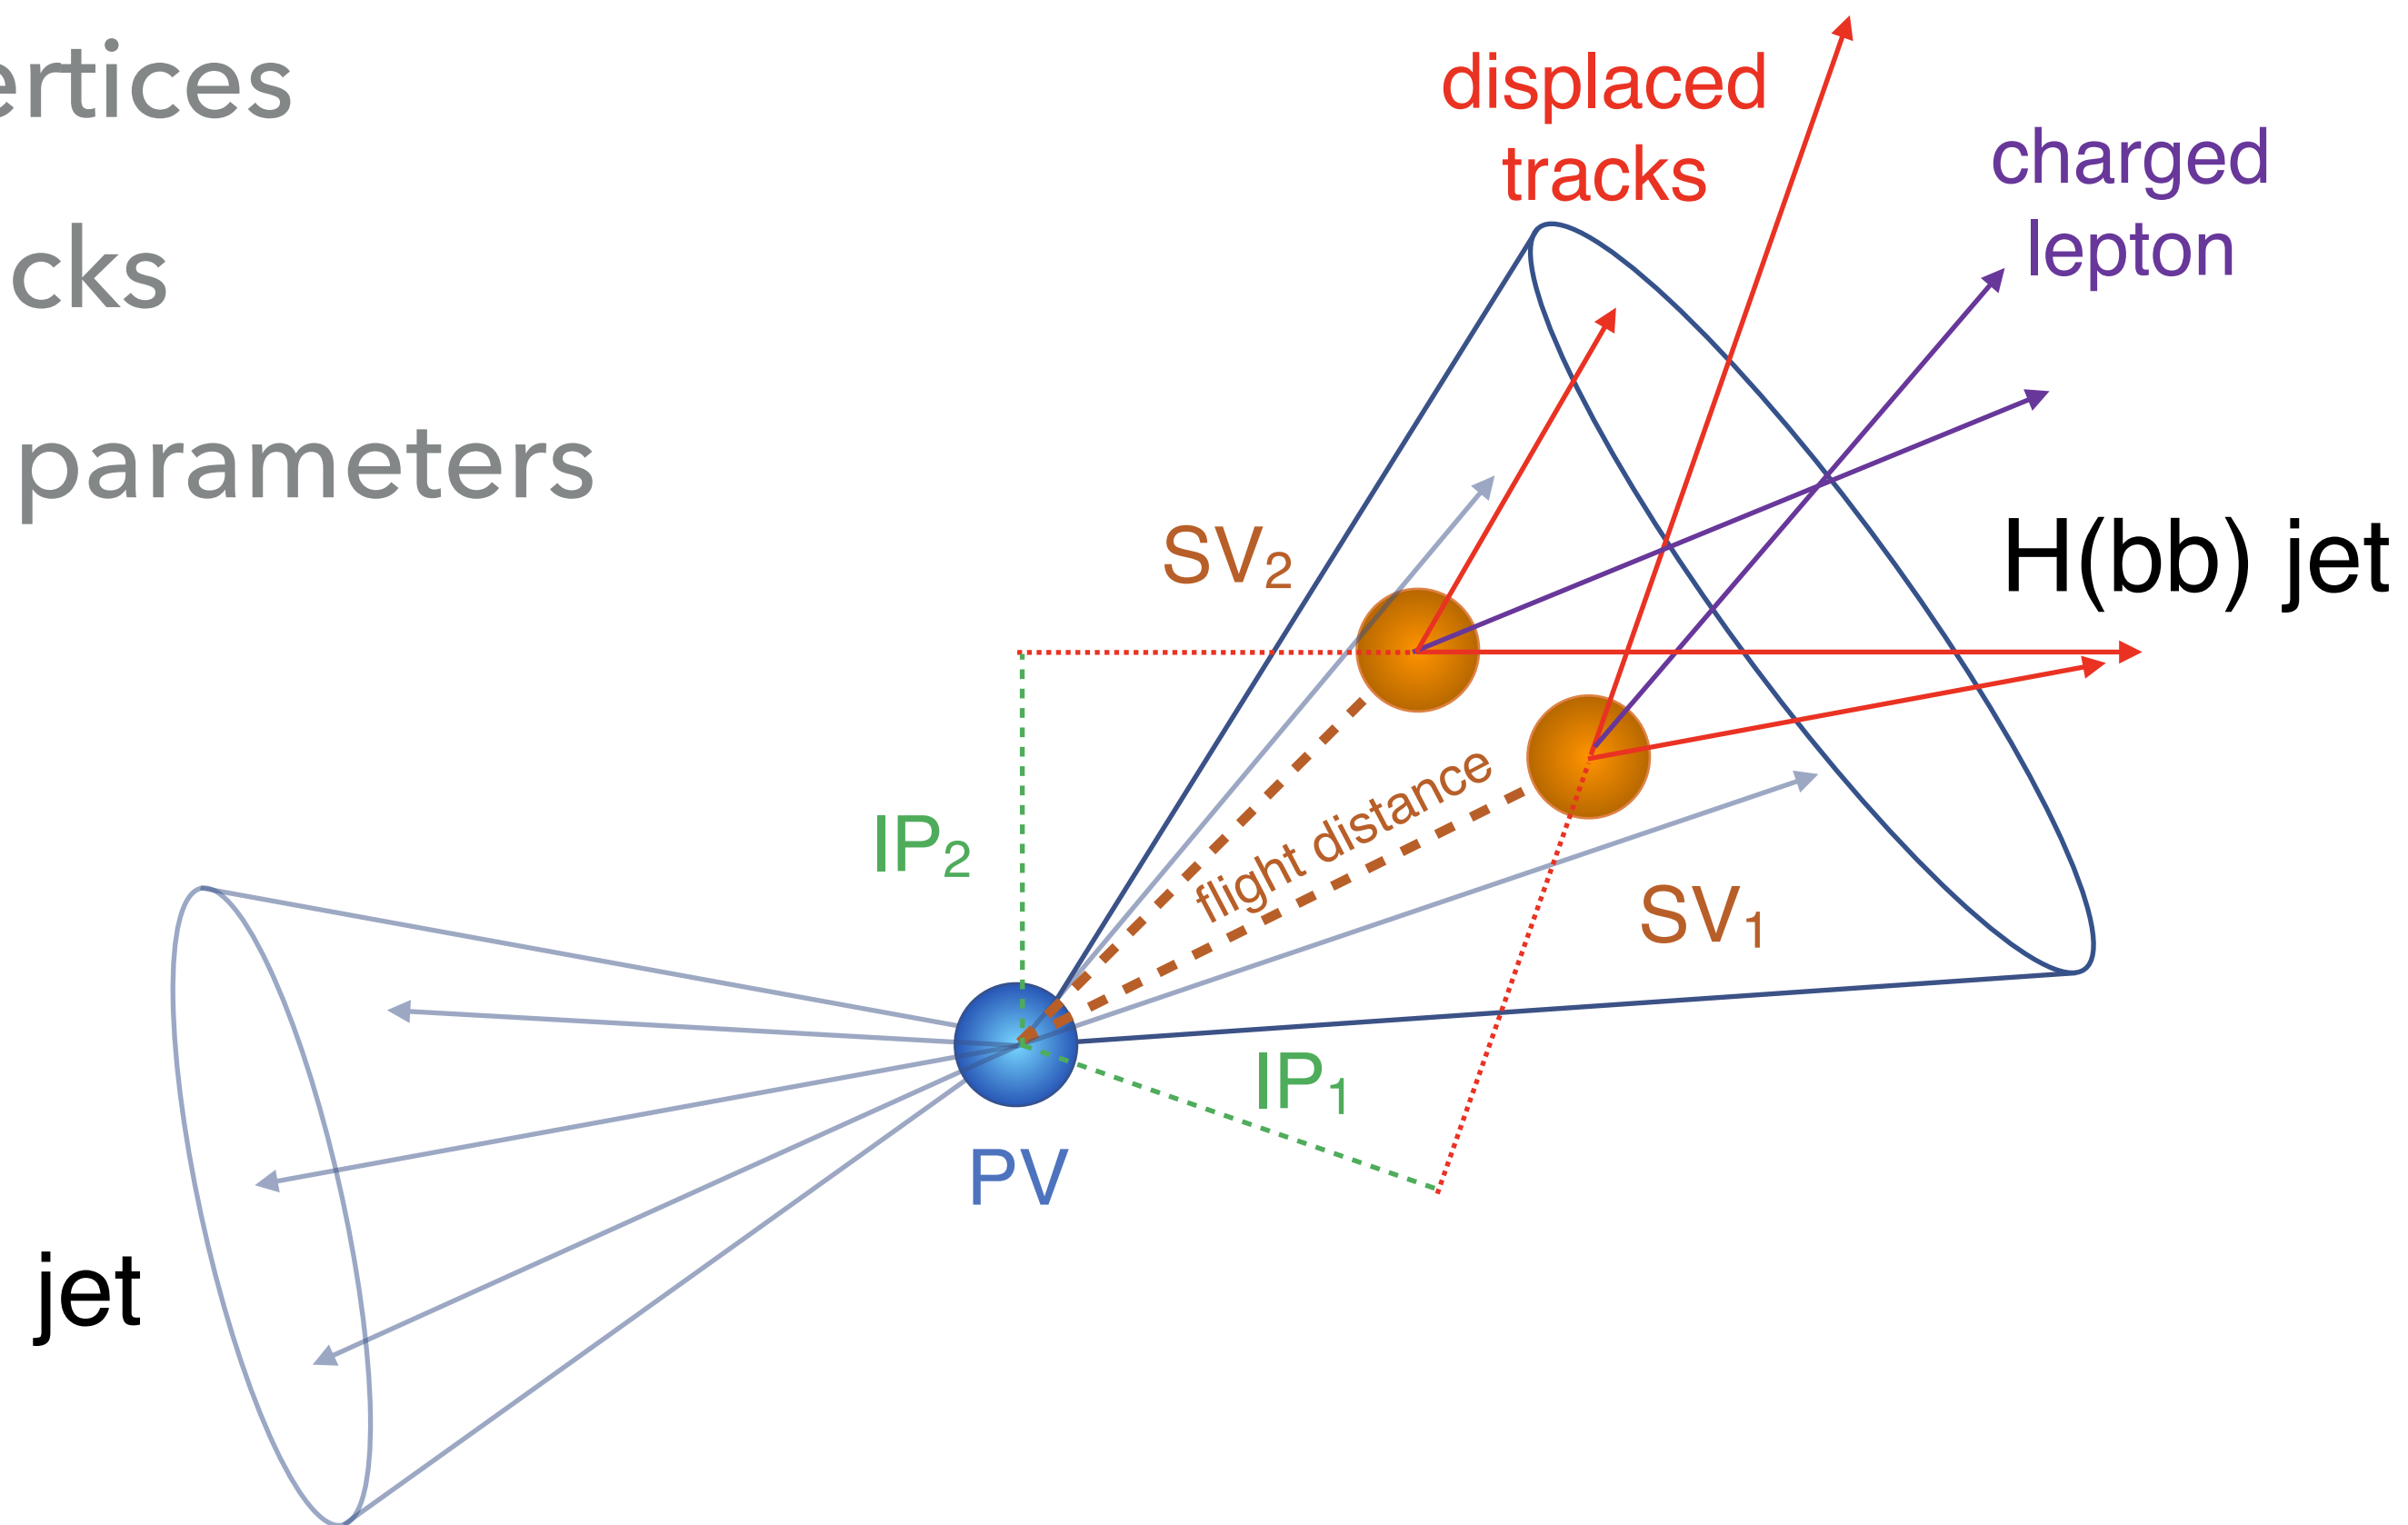 ertices
cks
parameters
displaced
tracks
charged
lepton
H(bb) jet
SV2
flight distance
IP2
SV1
IP1
PV
jet